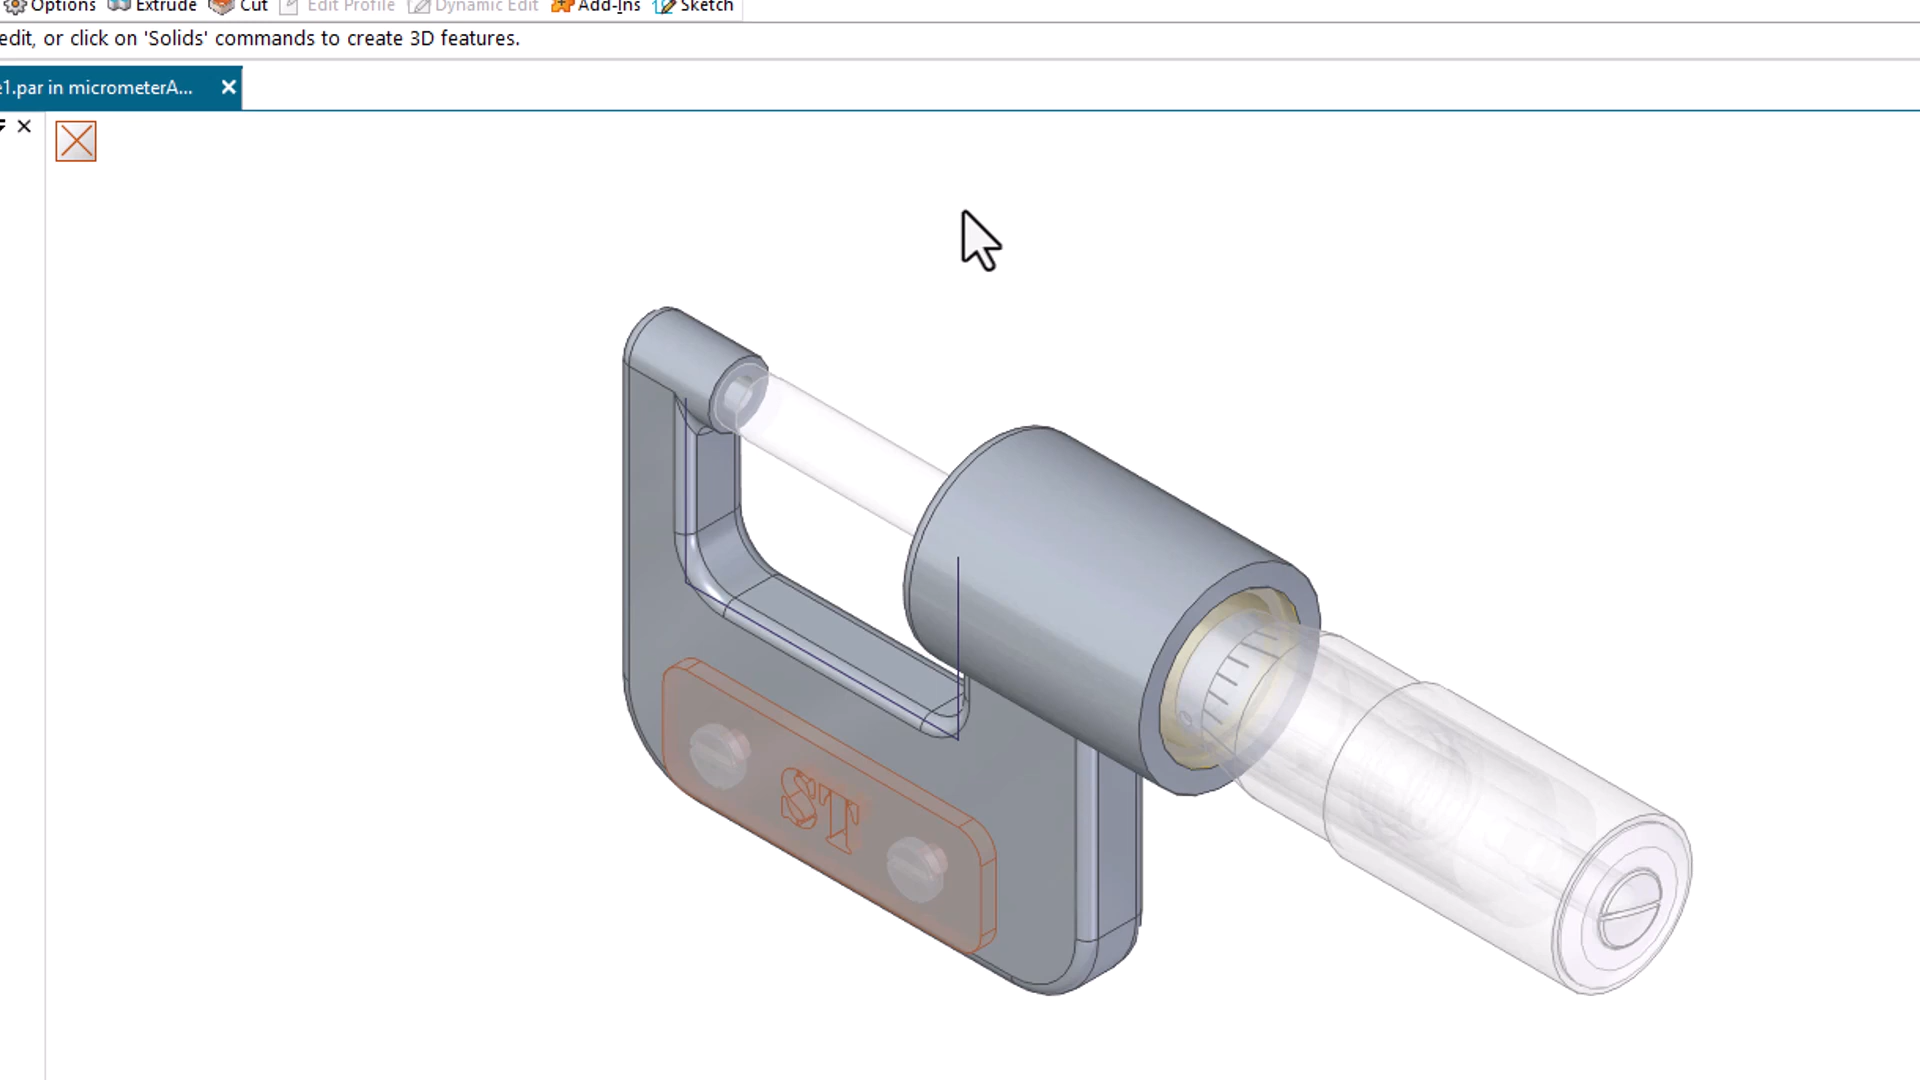 Options Extrude Cut Edit Profile Dynamic Edit Add-Ins Sketch
edit, or click on 'Solids' commands to create 3D features.
e1.par in micrometerA...
ST